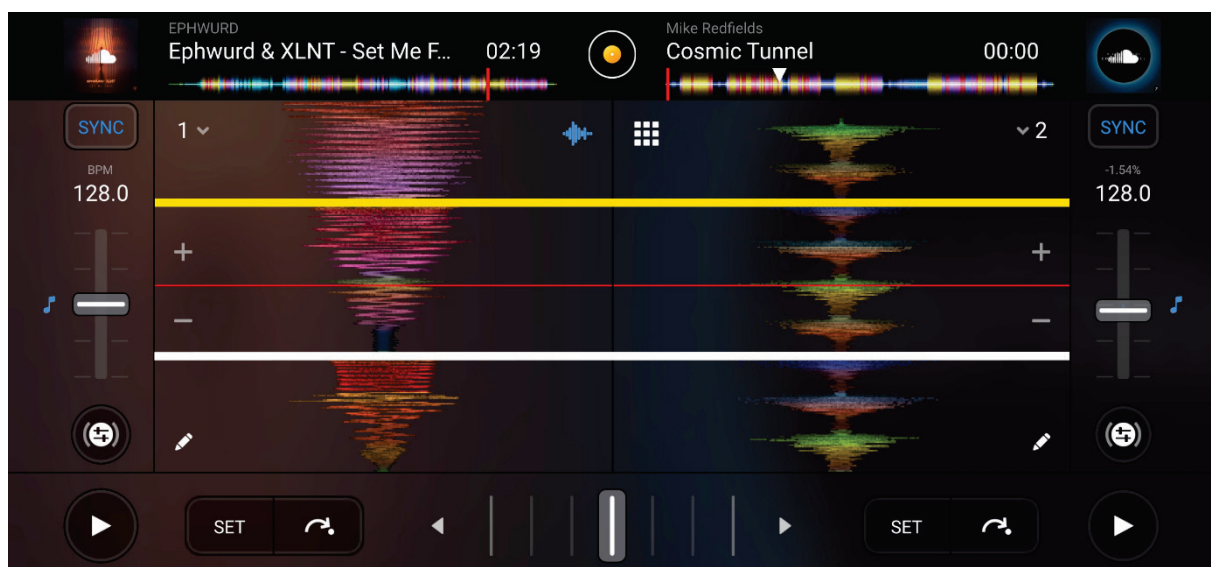 EPHWURD
Ephwurd & XLNT - Set Me F... 02:19
Mike Redfields
Cosmic Tunnel 00:00
SYNC
1
2
SYNC
BPM
128.0
-1.54%
128.0
SET
SET